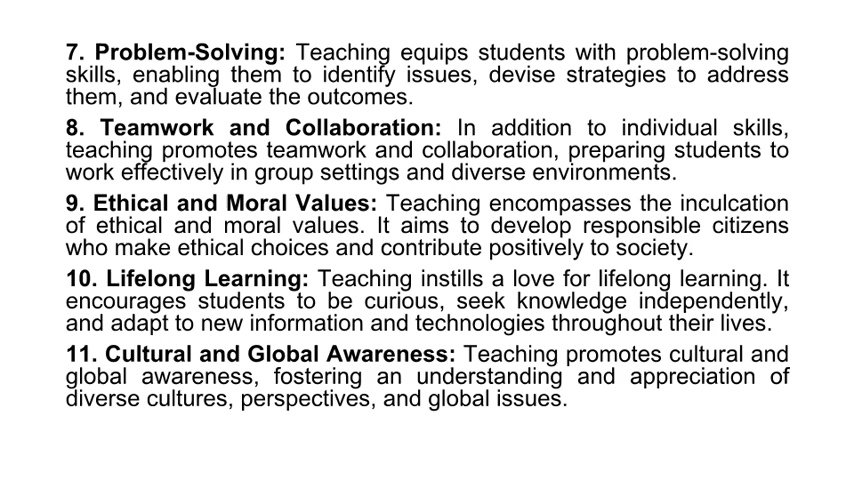 7. Problem-Solving: Teaching equips students with problem-solving
skills, enabling them to identify issues, devise strategies to address
them, and evaluate the outcomes.
8. Teamwork and Collaboration: In addition to individual skills,
teaching promotes teamwork and collaboration, preparing students to
work effectively in group settings and diverse environments.
9. Ethical and Moral Values: Teaching encompasses the inculcation
of ethical and moral values. It aims to develop responsible citizens
who make ethical choices and contribute positively to society.
10. Lifelong Learning: Teaching instills a love for lifelong learning. It
encourages students to be curious, seek knowledge independently,
and adapt to new information and technologies throughout their lives.
11. Cultural and Global Awareness: Teaching promotes cultural and
global awareness, fostering an understanding and appreciation of
diverse cultures, perspectives, and global issues.